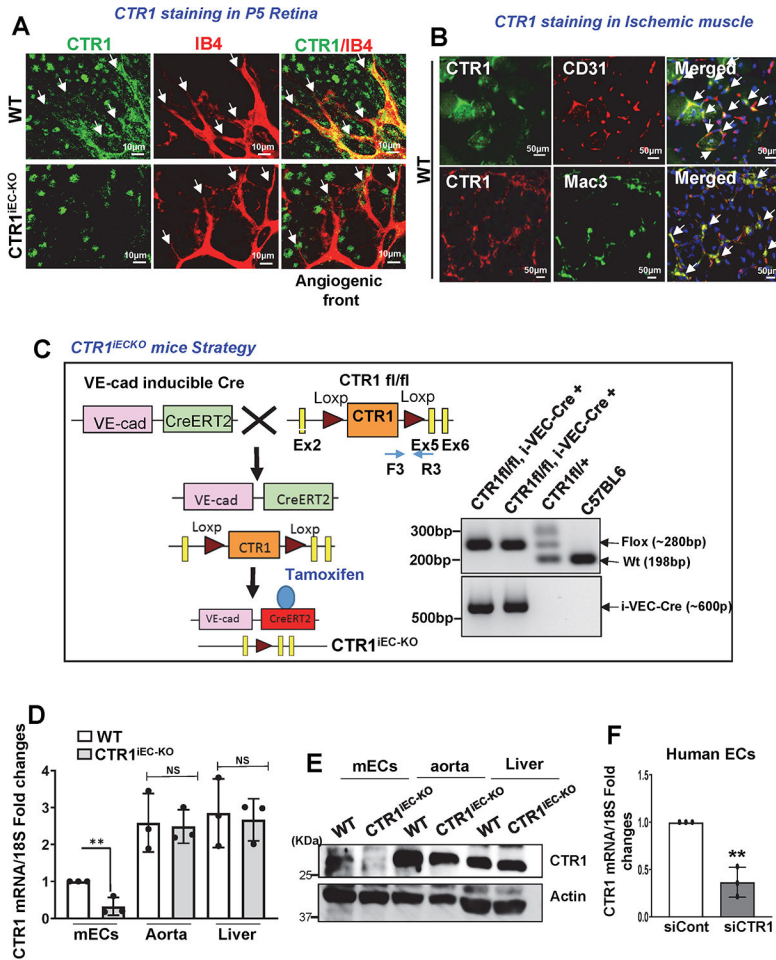 A
CTR1 staining in P5 Retina
CTR1
IB4
CTR1/IB4
WT
10µm
10µm
10µm
CTR1iEC-KO
10µm
10µm
10µm
Angiogenic
front
B
CTR1 staining in Ischemic muscle
WT
CTR1
CD31
Merged
50µm
50µm
50µm
CTR1
Mac3
Merged
50µm
50µm
50µm
C
CTR1iECKO mice Strategy
VE-cad inducible Cre
CTR1 fl/fl
VE-cad
CreERT2
Loxp
CTR1
Loxp
Ex2
Ex5
Ex6
F3
R3
VE-cad
CreERT2
Loxp
CTR1
Loxp
Tamoxifen
VE-cad
CreERT2
CTR1iEC-KO
CTR1fl/fl, i-VEC-Cre +
CTR1fl/fl, i-VEC-Cre +
CTR1fl/+
C57BL6
300bp
200bp
500bp
Flox (~280bp)
Wt (198bp)
i-VEC-Cre (~600p)
D
WT
CTR1iEC-KO
CTR1 mRNA/18S Fold changes
5
4
3
2
1
0
**
NS
NS
mECs
Aorta
Liver
E
mECs
aorta
Liver
WT
CTR1iEC-KO
WT
CTR1iEC-KO
WT
CTR1iEC-KO
(KDa)
25
37
CTR1
Actin
F
Human ECs
CTR1 mRNA/18S Fold
changes
1.5
1.0
0.5
0.0
**
siCont
siCTR1